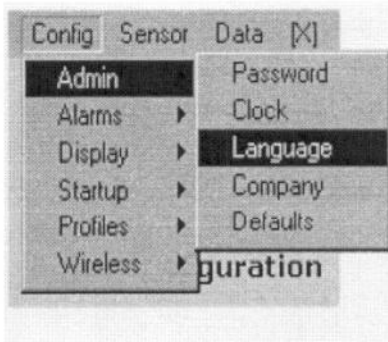 Config Sensor Data [X]
Admin
Alarms
Display
Startup
Profiles
Wireless
Password
Clock
Language
Company
Defaults
guration